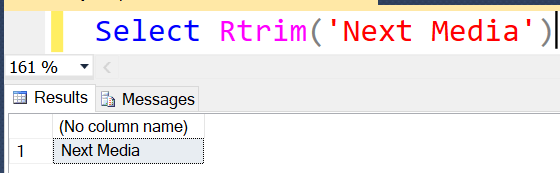 Select Rtrim('Next Media')
161 %
Results Messages
(No column name)
1 Next Media